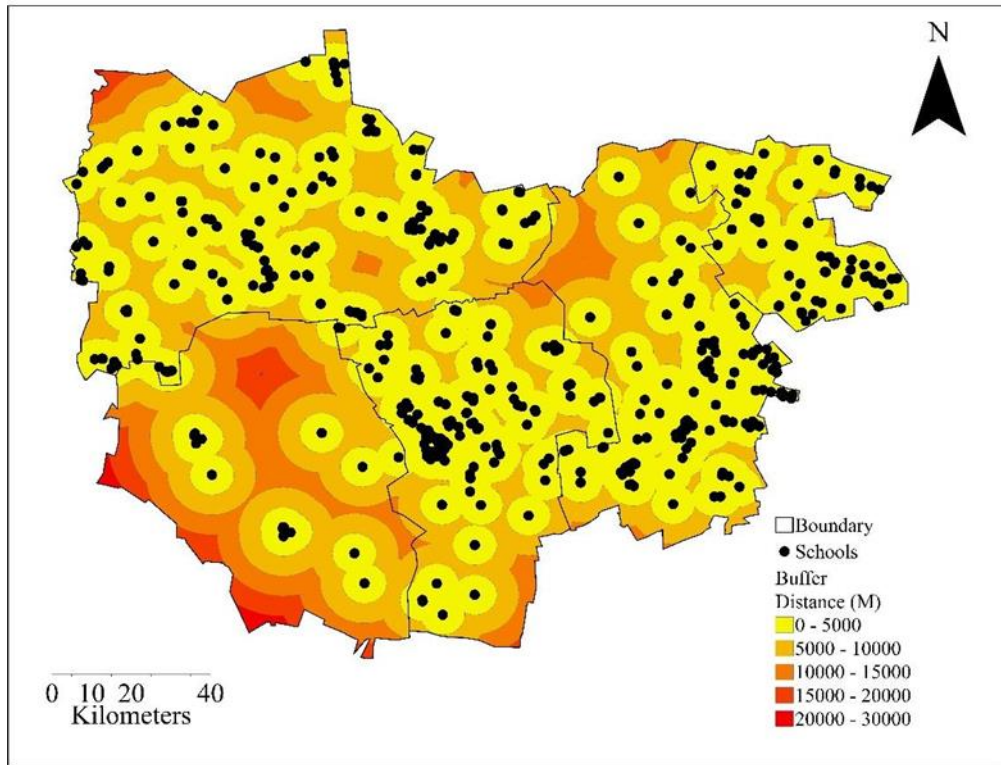 N
Boundary
Schools
Buffer
Distance (M)
0 - 5000
5000 - 10000
10000 - 15000
15000 - 20000
20000 - 30000
0 10 20 40
Kilometers